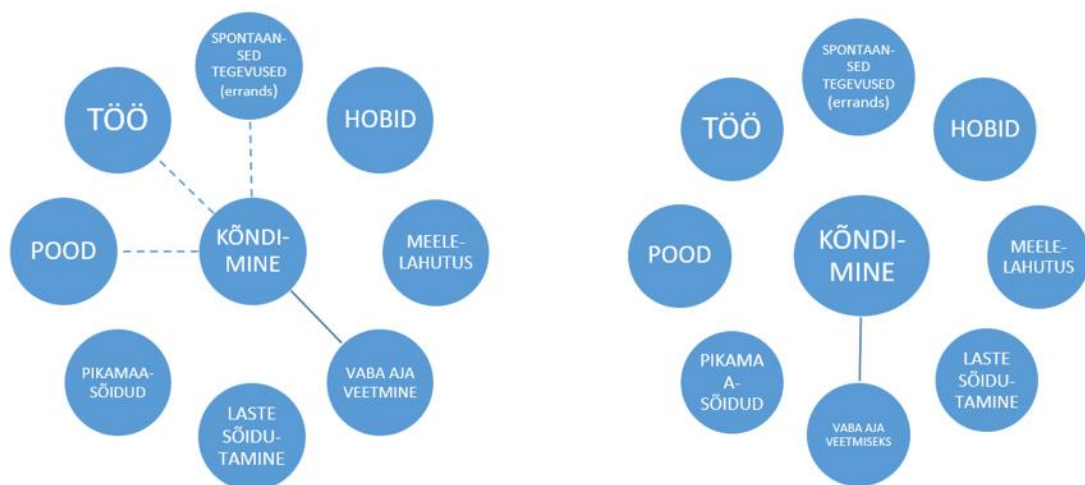 SPONTAAN-
SED
TEGEVUSED
(errands)
TÖÖ
HOBID
POOD
KÕNDI-
MINE
MEELE-
LAHUTUS
PIKAMAA-
SÕIDUD
LASTE
SÕIDU-
TAMINE
VABA AJA
VEETMINE
SPONTAAN-
SED
TEGEVUSED
(errands)
TÖÖ
HOBID
POOD
KÕNDI-
MINE
MEELE-
LAHUTUS
PIKAMA
A-
SÕIDUD
VABA AJA
VEETMISEKS
LASTE
SÕIDU-
TAMINE